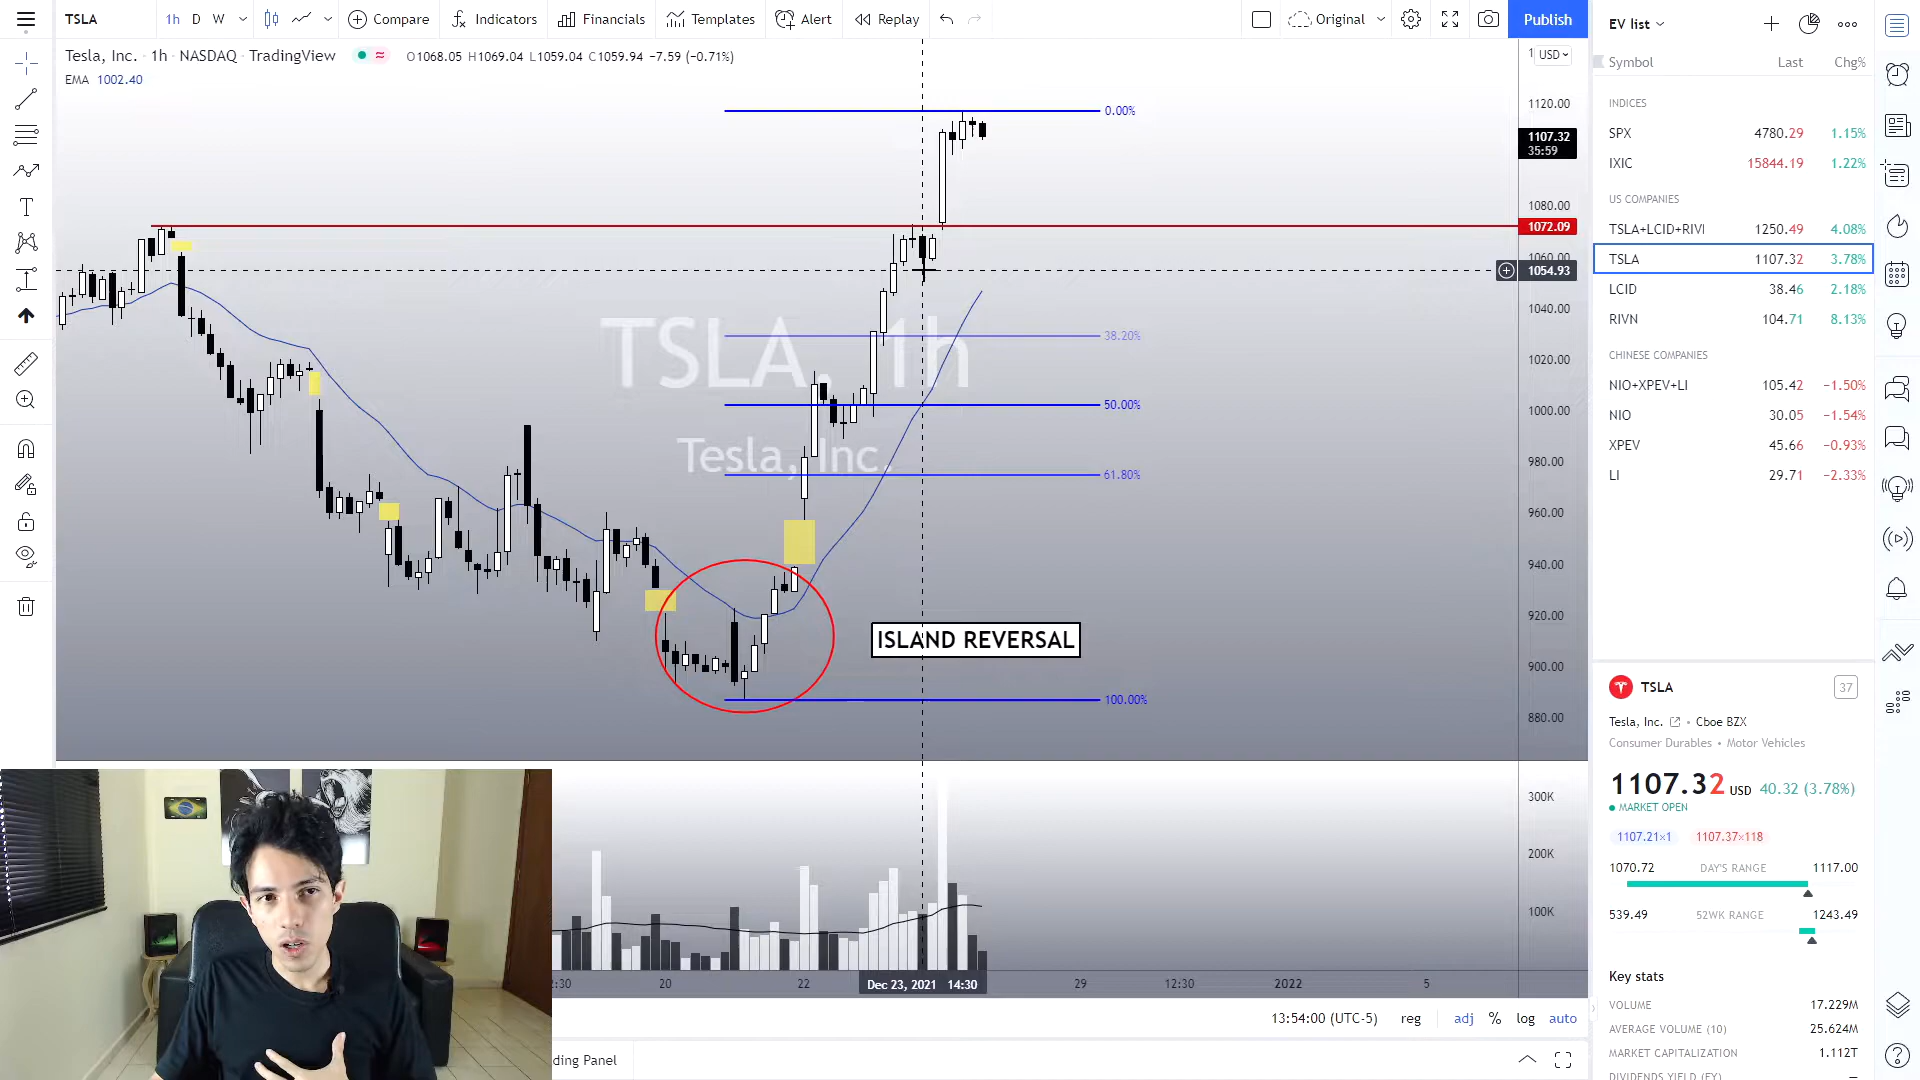 TSLA 1h D W Compare Indicators Financials Templates Alert Replay Original Publish
Tesla, Inc. · 1h · NASDAQ · TradingView O1068.05 H1069.04 L1059.04 C1059.94 −7.59 (−0.71%)
EMA 1002.40
USD
1120.00
1107.32
35:59
1080.00
1072.09
1060.00
1054.93
1040.00
1020.00
1000.00
980.00
960.00
940.00
920.00
900.00
880.00
0.00%
38.20%
50.00%
61.80%
100.00%
TSLA, 1h
Tesla, Inc.
ISLAND REVERSAL
300K
200K
100K
:30 20 22 Dec 23, 2021 14:30 29 12:30 2022 5
13:54:00 (UTC-5) reg adj % log auto
ding Panel
EV list
Symbol Last Chg%
INDICES
SPX 4780.29 1.15%
IXIC 15844.19 1.22%
US COMPANIES
TSLA+LCID+RIVI 1250.49 4.08%
TSLA 1107.32 3.78%
LCID 38.46 2.18%
RIVN 104.71 8.13%
CHINESE COMPANIES
NIO+XPEV+LI 105.42 −1.50%
NIO 30.05 −1.54%
XPEV 45.66 −0.93%
LI 29.71 −2.33%
TSLA 37
Tesla, Inc. • Cboe BZX
Consumer Durables • Motor Vehicles
1107.32 USD 40.32 (3.78%)
MARKET OPEN
1107.21×1 1107.37×118
1070.72 DAY'S RANGE 1117.00
539.49 52WK RANGE 1243.49
Key stats
VOLUME 17.229M
AVERAGE VOLUME (10) 25.624M
MARKET CAPITALIZATION 1.112T
DIVIDENDS YIELD (FY) —